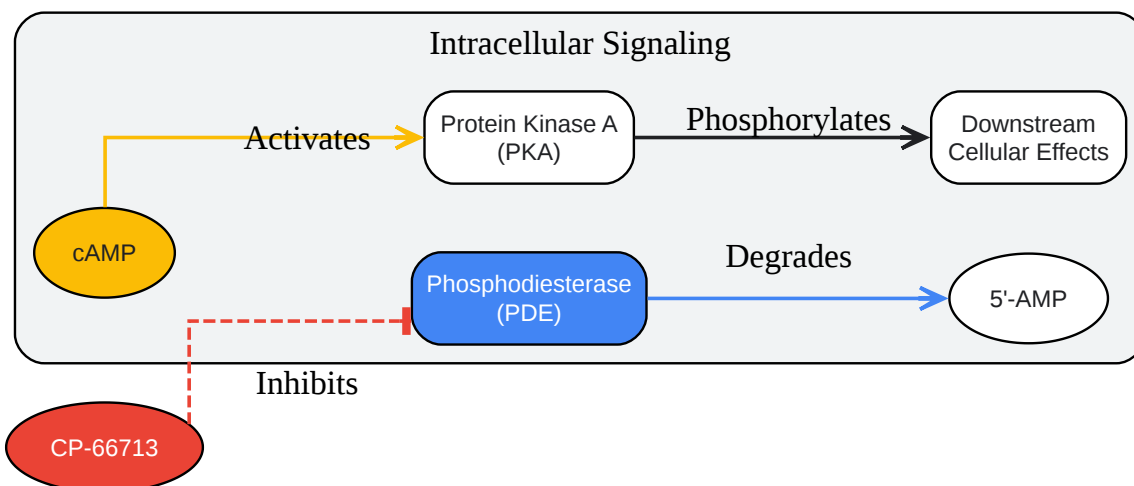 Intracellular Signaling
Activates
Protein Kinase A
(PKA)
Phosphorylates
Downstream
Cellular Effects
cAMP
Phosphodiesterase
(PDE)
Degrades
5'-AMP
Inhibits
CP-66713